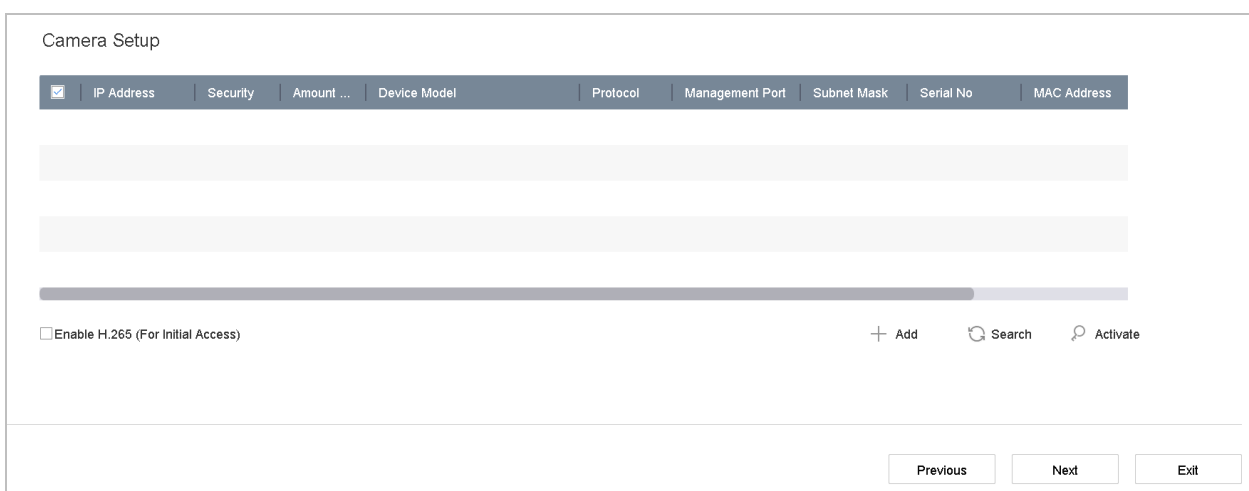 Camera Setup
IP Address Security Amount ... Device Model Protocol Management Port Subnet Mask Serial No MAC Address
Enable H.265 (For Initial Access) Add Search Activate
Previous Next Exit